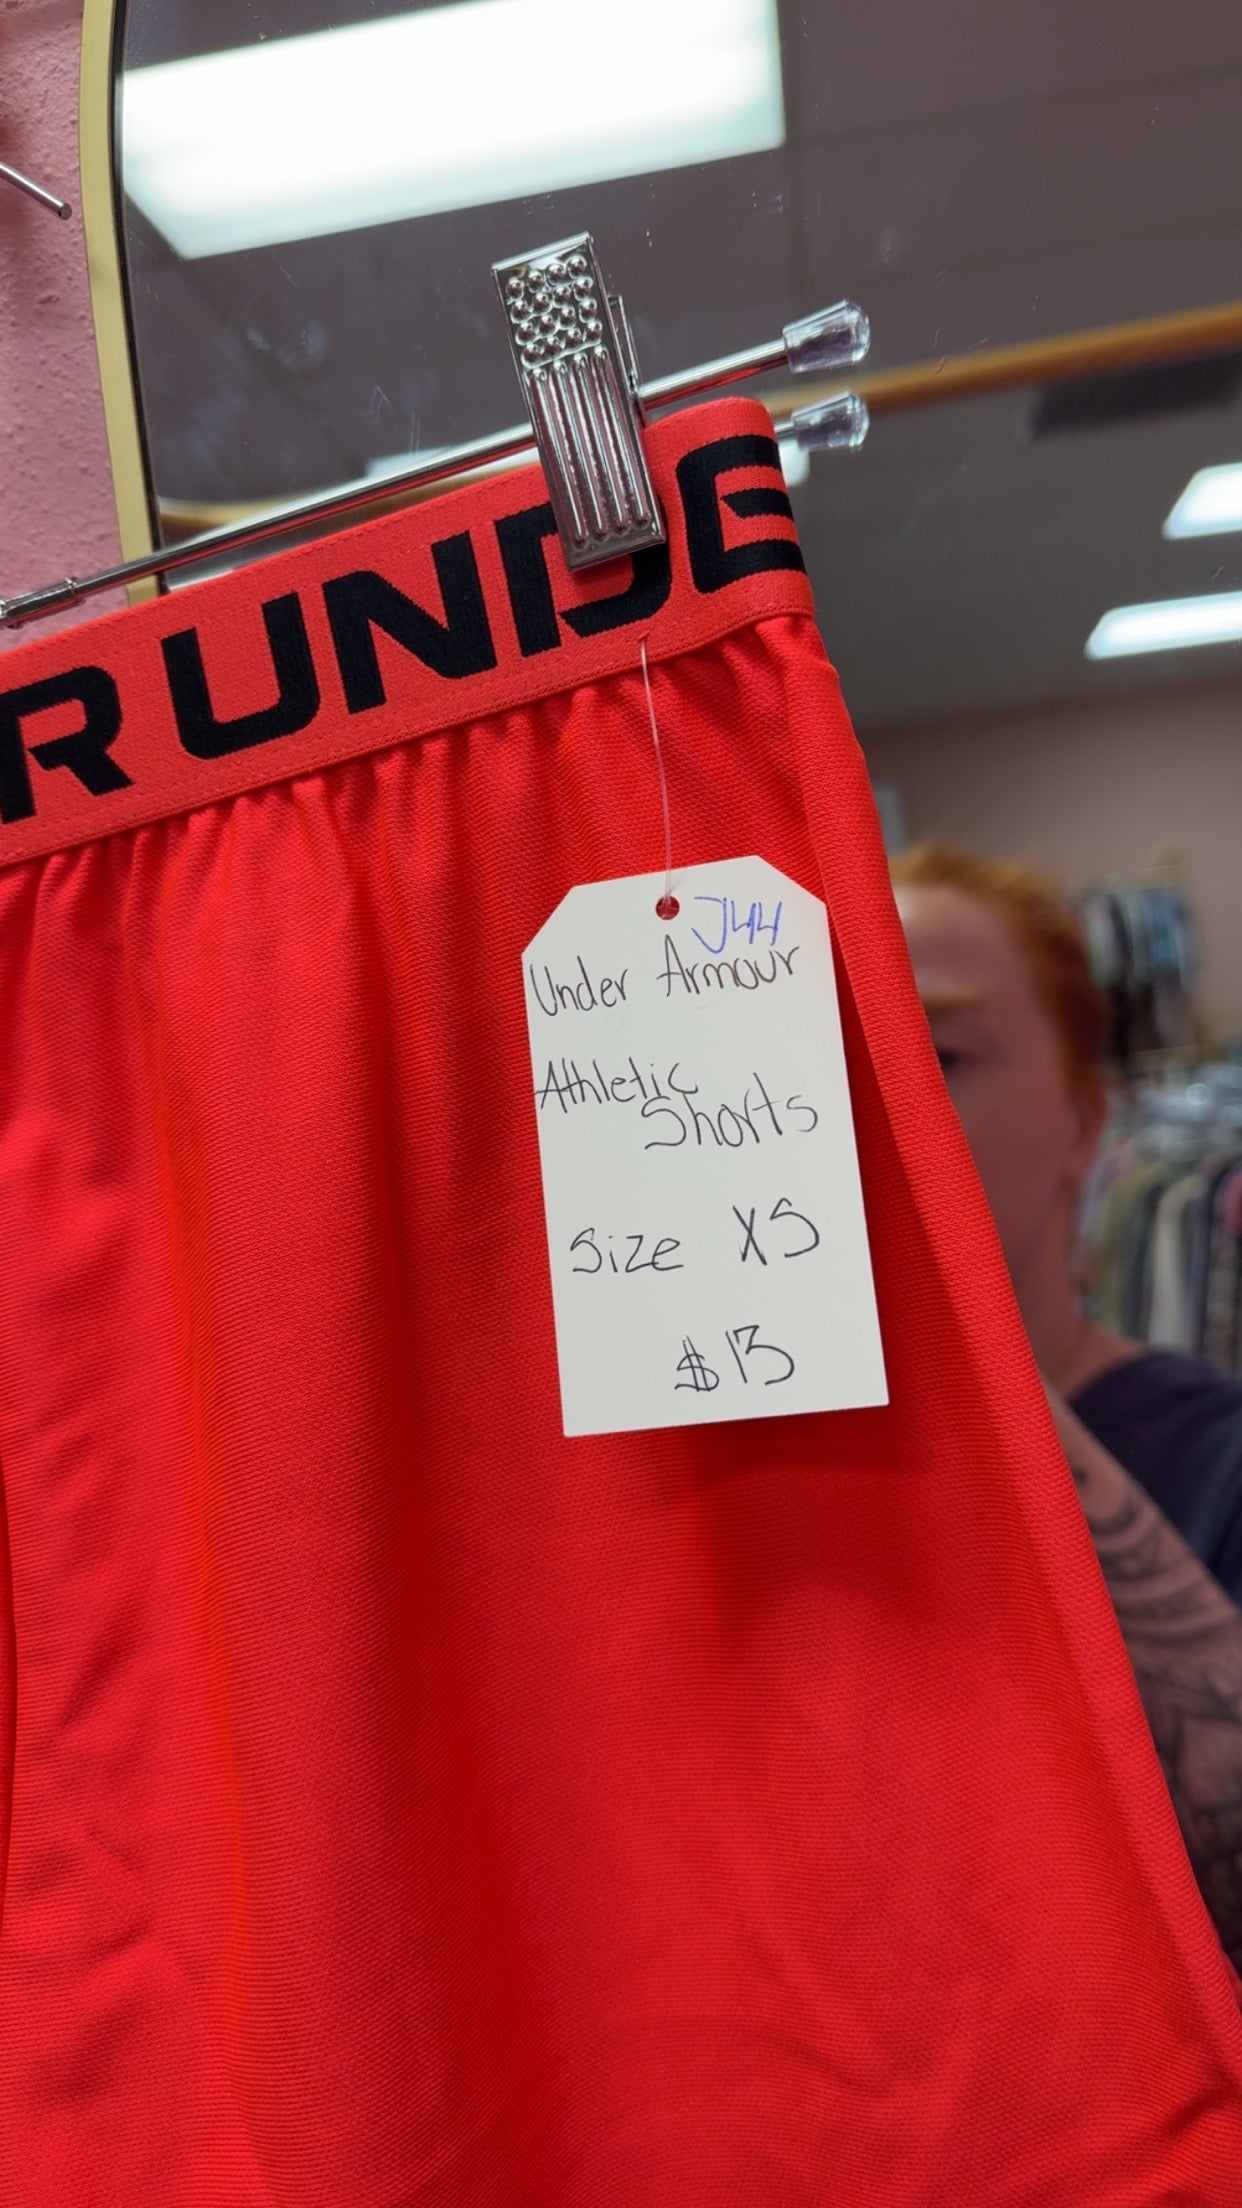 R UNDE
J44
Under Armour
Athletic
Shorts
Size XS
$13